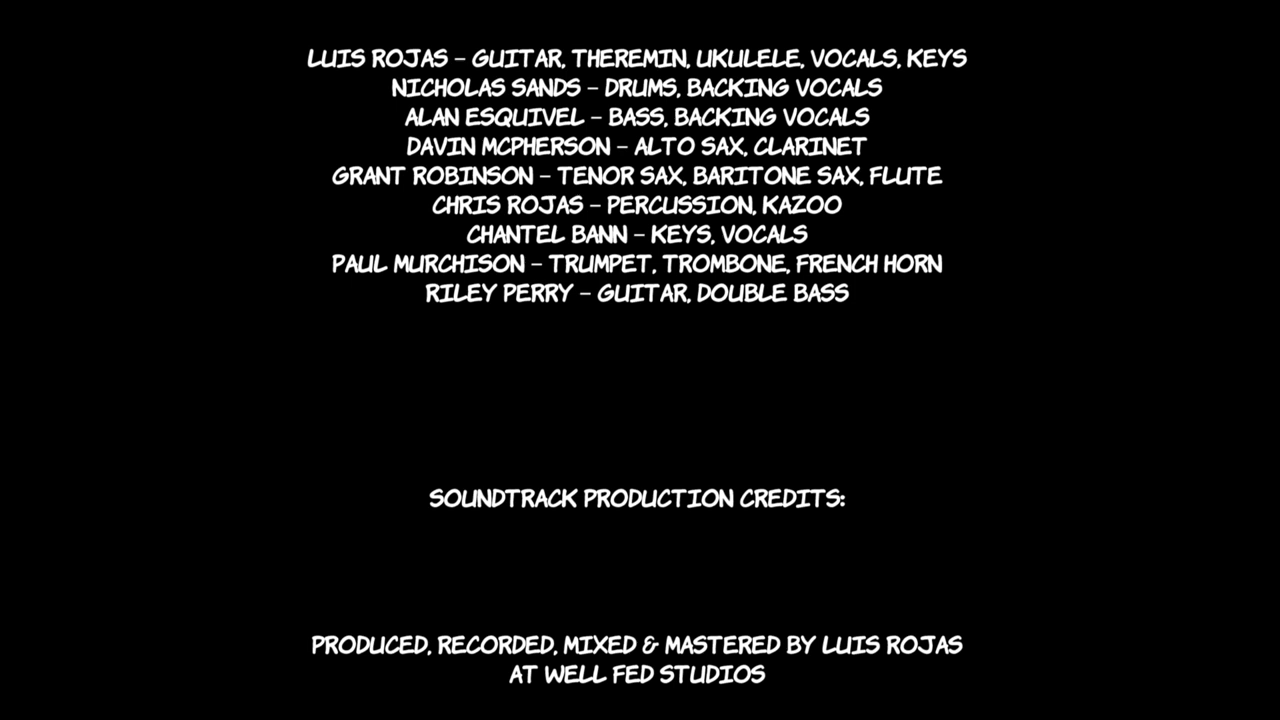 LUIS ROJAS – GUITAR, THEREMIN, UKULELE, VOCALS, KEYS
NICHOLAS SANDS – DRUMS, BACKING VOCALS
ALAN ESQUIVEL – BASS, BACKING VOCALS
DAVIN MCPHERSON – ALTO SAX, CLARINET
GRANT ROBINSON – TENOR SAX, BARITONE SAX, FLUTE
CHRIS ROJAS – PERCUSSION, KAZOO
CHANTEL BANN – KEYS, VOCALS
PAUL MURCHISON – TRUMPET, TROMBONE, FRENCH HORN
RILEY PERRY – GUITAR, DOUBLE BASS
SOUNDTRACK PRODUCTION CREDITS:
PRODUCED, RECORDED, MIXED & MASTERED BY LUIS ROJAS
AT WELL FED STUDIOS